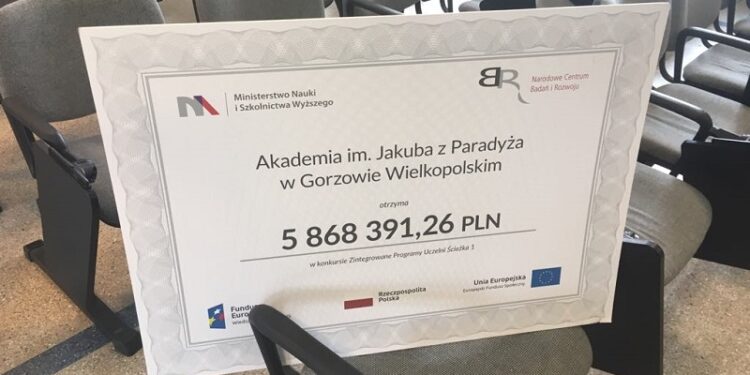 Ministerstwo Nauki
i Szkolnictwa Wyższego
BR
Narodowe Centrum
Badań i Rozwoju
Akademia im. Jakuba z Paradyża
w Gorzowie Wielkopolskim
otrzyma
5 868 391,26 PLN
w konkursie Zintegrowane Programy Uczelni Ścieżka 1
Rzeczpospolita
Polska
Unia Europejska
Europejski Fundusz Społeczny